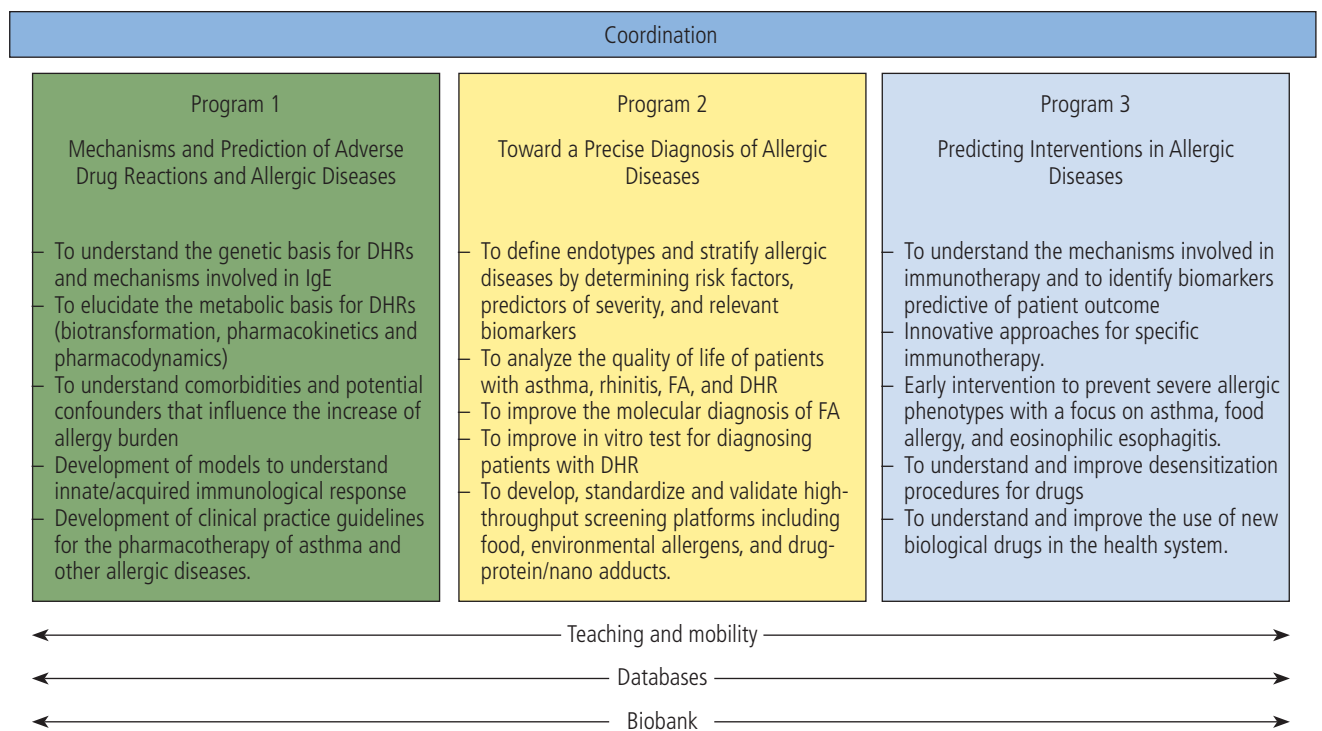 Coordination
Program 1
Mechanisms and Prediction of Adverse
Drug Reactions and Allergic Diseases
– To understand the genetic basis for DHRs
and mechanisms involved in IgE
– To elucidate the metabolic basis for DHRs
(biotransformation, pharmacokinetics and
pharmacodynamics)
– To understand comorbidities and potential
confounders that influence the increase of
allergy burden
– Development of models to understand
innate/acquired immunological response
– Development of clinical practice guidelines
for the pharmacotherapy of asthma and
other allergic diseases.
Program 2
Toward a Precise Diagnosis of Allergic
Diseases
– To define endotypes and stratify allergic
diseases by determining risk factors,
predictors of severity, and relevant
biomarkers
– To analyze the quality of life of patients
with asthma, rhinitis, FA, and DHR
– To improve the molecular diagnosis of FA
– To improve in vitro test for diagnosing
patients with DHR
– To develop, standardize and validate high-
throughput screening platforms including
food, environmental allergens, and drug-
protein/nano adducts.
Program 3
Predicting Interventions in Allergic
Diseases
– To understand the mechanisms involved in
immunotherapy and to identify biomarkers
predictive of patient outcome
– Innovative approaches for specific
immunotherapy.
– Early intervention to prevent severe allergic
phenotypes with a focus on asthma, food
allergy, and eosinophilic esophagitis.
– To understand and improve desensitization
procedures for drugs
– To understand and improve the use of new
biological drugs in the health system.
Teaching and mobility
Databases
Biobank